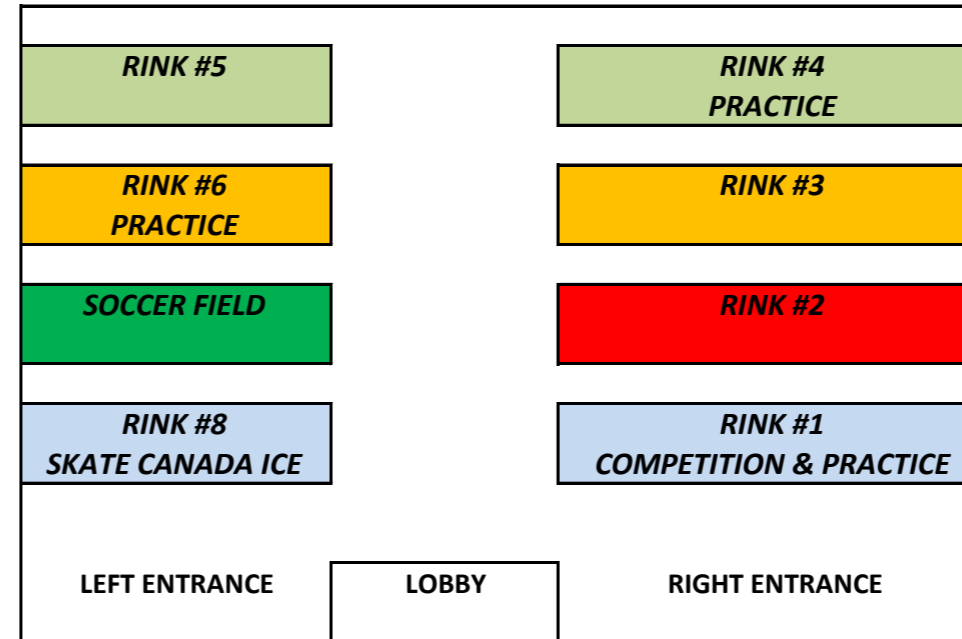 RINK #5
RINK #4
PRACTICE
RINK #6
PRACTICE
RINK #3
SOCCER FIELD
RINK #2
RINK #8
SKATE CANADA ICE
RINK #1
COMPETITION & PRACTICE
LEFT ENTRANCE
LOBBY
RIGHT ENTRANCE